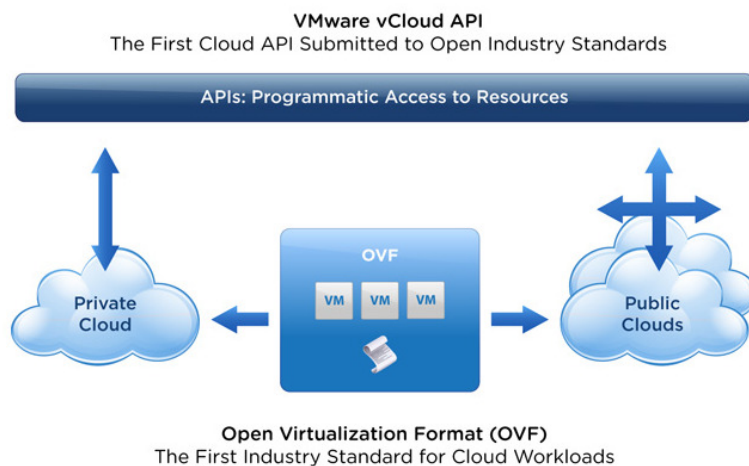 VMware vCloud API
The First Cloud API Submitted to Open Industry Standards
APIs: Programmatic Access to Resources
OVF
VM VM VM
Private
Cloud
Public
Clouds
Open Virtualization Format (OVF)
The First Industry Standard for Cloud Workloads